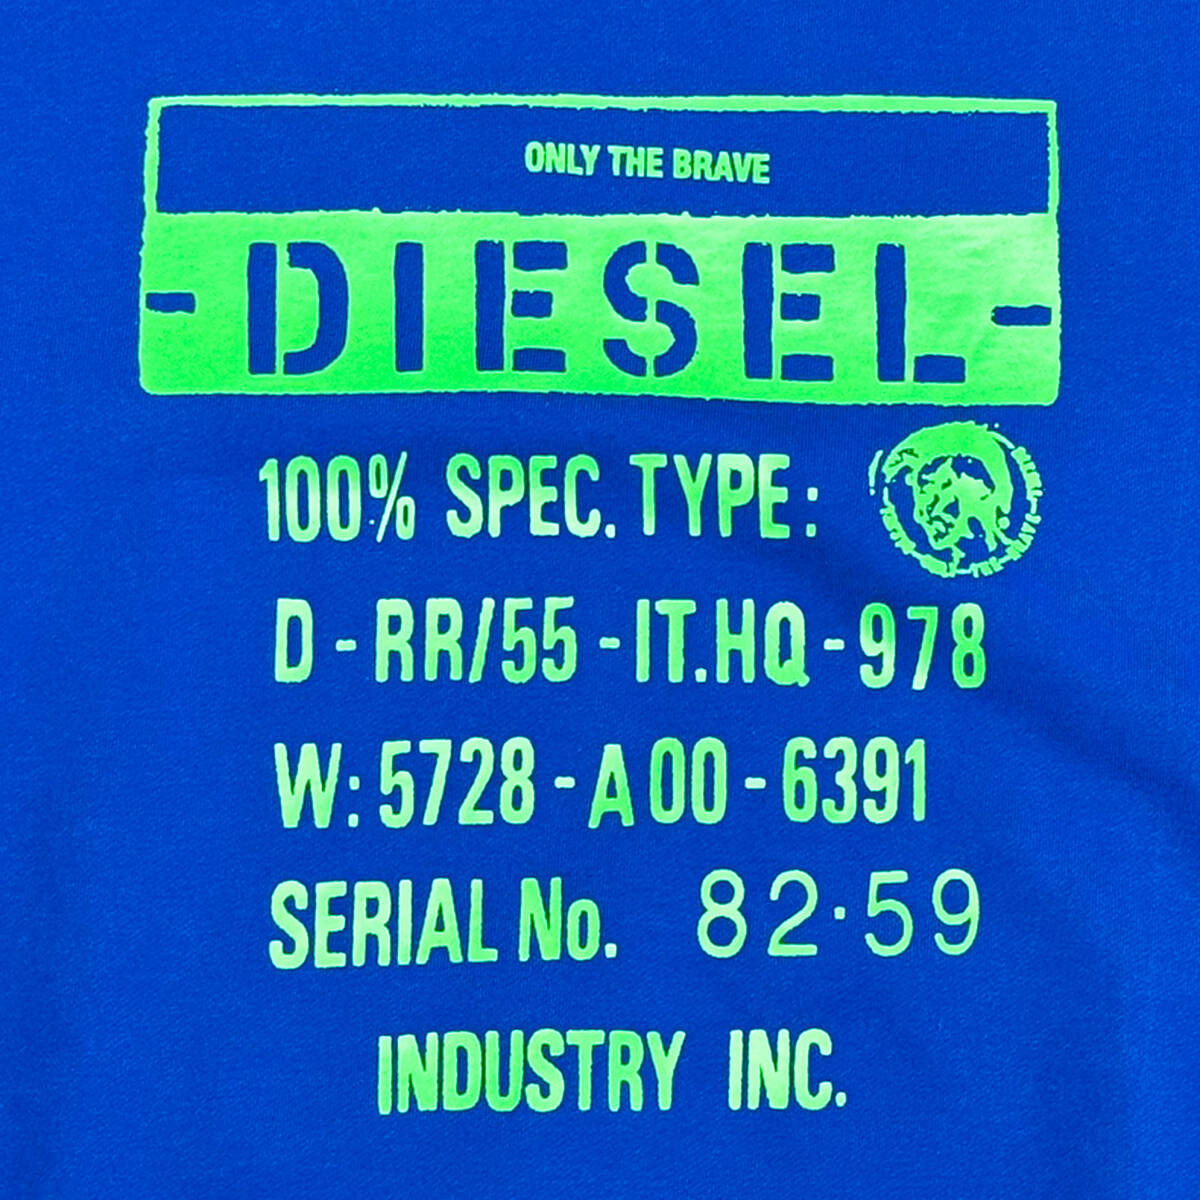 ONLY THE BRAVE
-DIESEL-
100% SPEC. TYPE:
D-RR/55-IT.HQ-978
W: 5728-A00-6391
SERIAL No. 82·59
INDUSTRY INC.